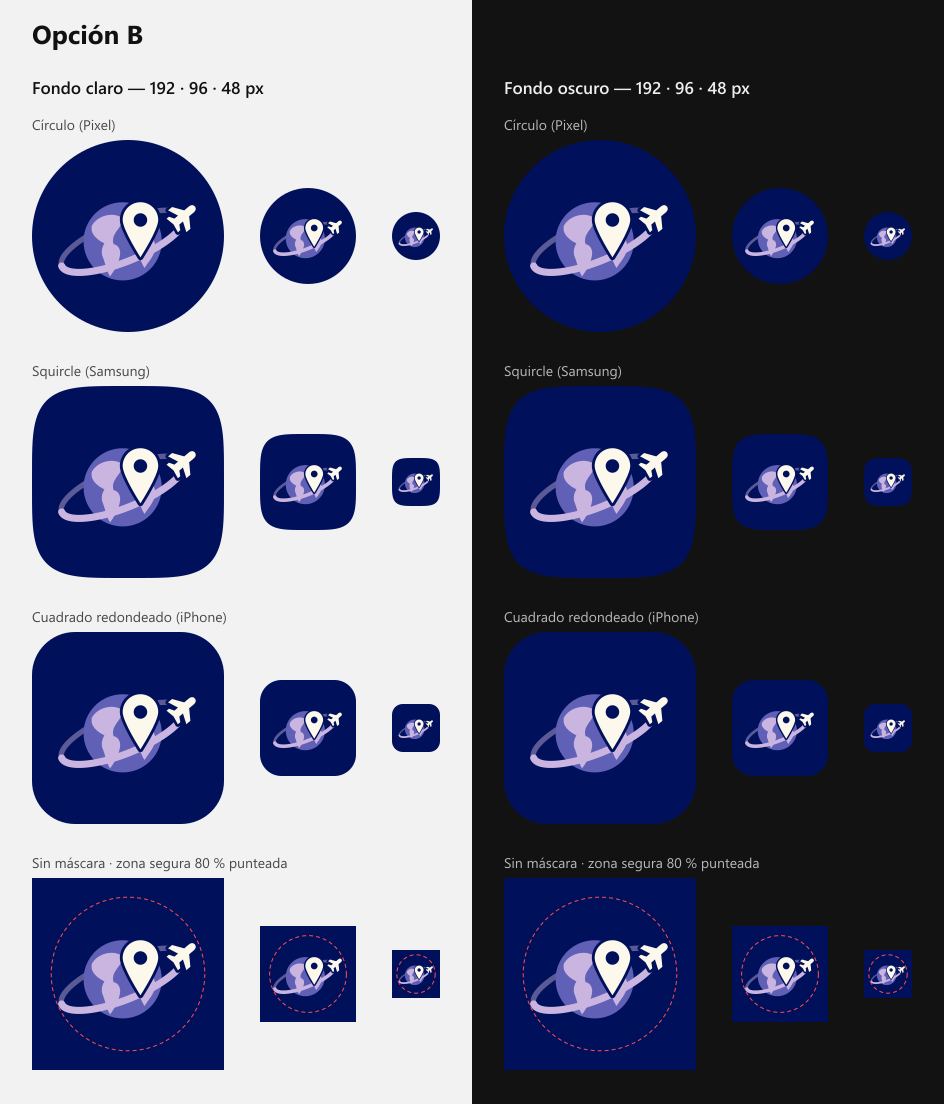 Opción B
Fondo claro — 192 · 96 · 48 px
Círculo (Pixel)
Squircle (Samsung)
Cuadrado redondeado (iPhone)
Sin máscara · zona segura 80 % punteada
Fondo oscuro — 192 · 96 · 48 px
Círculo (Pixel)
Squircle (Samsung)
Cuadrado redondeado (iPhone)
Sin máscara · zona segura 80 % punteada